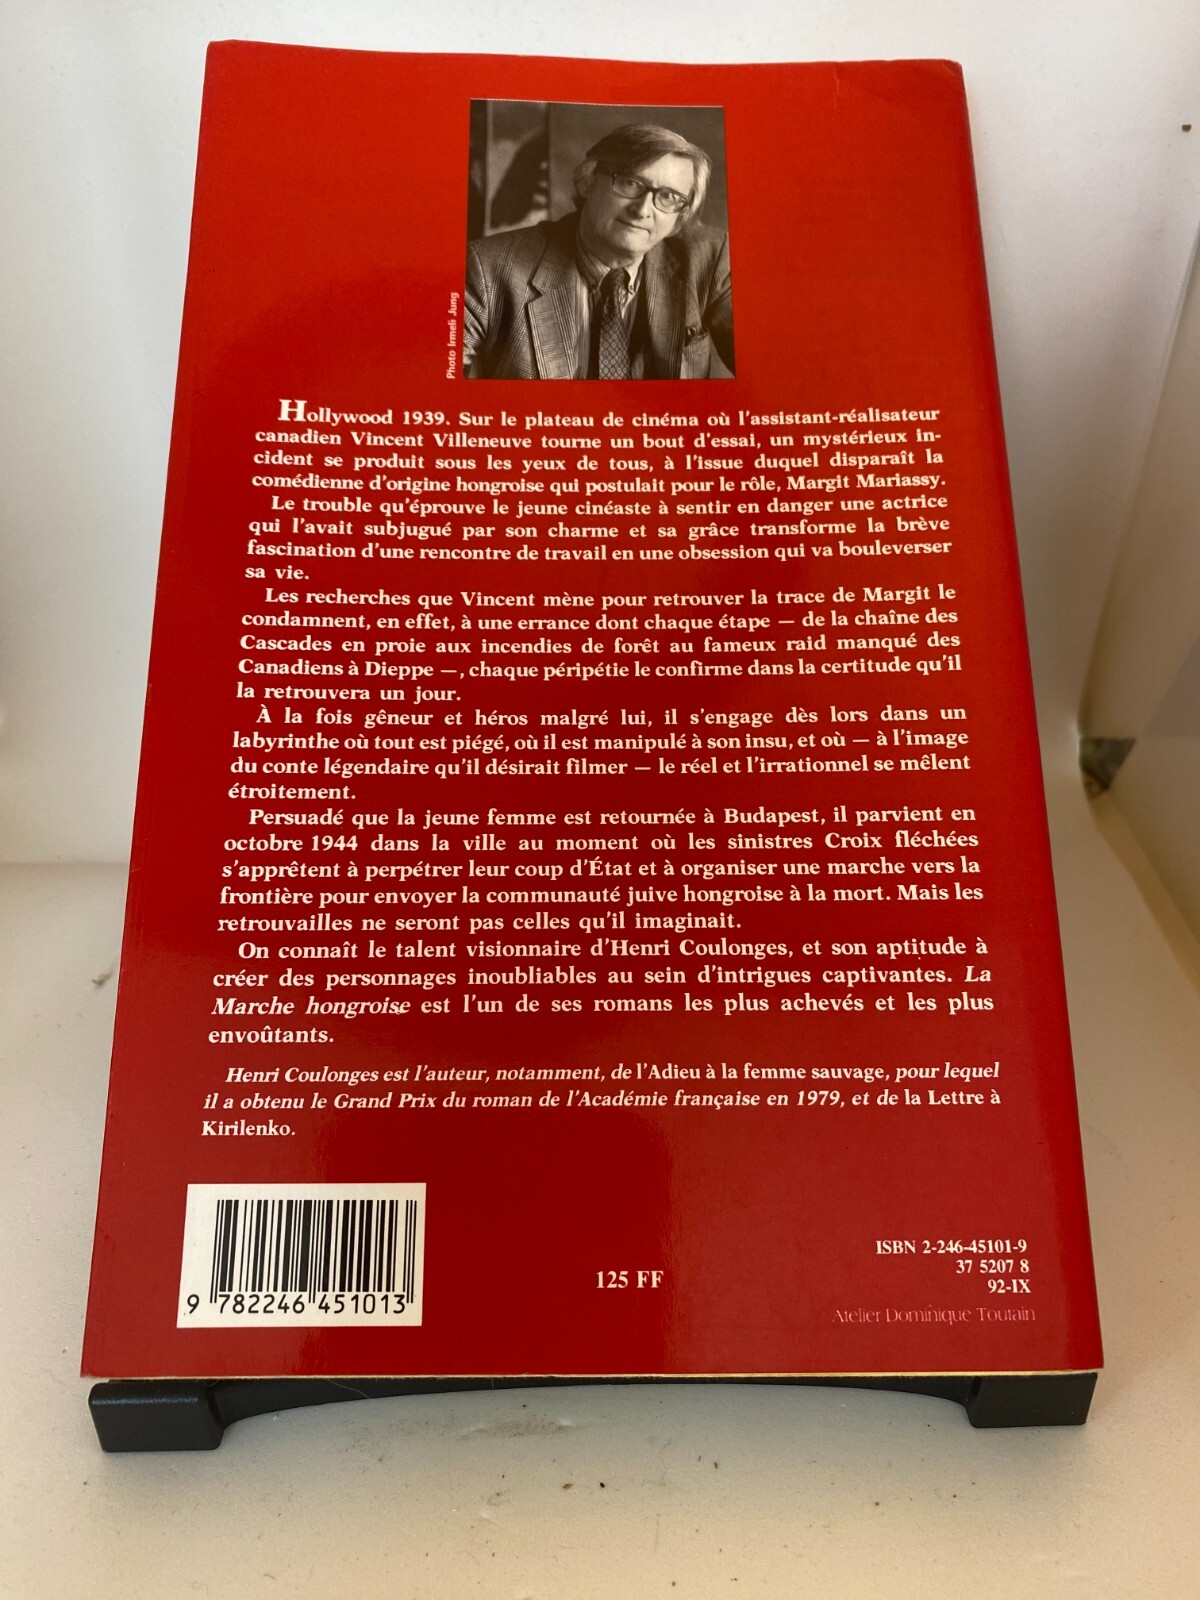 Photo Irmeli Jung
Hollywood 1939. Sur le plateau de cinéma où l'assistant-réalisateur
canadien Vincent Villeneuve tourne un bout d'essai, un mystérieux in-
cident se produit sous les yeux de tous, à l'issue duquel disparaît la
comédienne d'origine hongroise qui postulait pour le rôle, Margit Mariassy.
Le trouble qu'éprouve le jeune cinéaste à sentir en danger une actrice
qui l'avait subjugué par son charme et sa grâce transforme la brève
fascination d'une rencontre de travail en une obsession qui va bouleverser
sa vie.
Les recherches que Vincent mène pour retrouver la trace de Margit le
condamnent, en effet, à une errance dont chaque étape — de la chaîne des
Cascades en proie aux incendies de forêt au fameux raid manqué des
Canadiens à Dieppe —, chaque péripétie le confirme dans la certitude qu'il
la retrouvera un jour.
À la fois gêneur et héros malgré lui, il s'engage dès lors dans un
labyrinthe où tout est piégé, où il est manipulé à son insu, et où — à l'image
du conte légendaire qu'il désirait filmer — le réel et l'irrationnel se mêlent
étroitement.
Persuadé que la jeune femme est retournée à Budapest, il parvient en
octobre 1944 dans la ville au moment où les sinistres Croix fléchées
s'apprêtent à perpétrer leur coup d'État et à organiser une marche vers la
frontière pour envoyer la communauté juive hongroise à la mort. Mais les
retrouvailles ne seront pas celles qu'il imaginait.
On connaît le talent visionnaire d'Henri Coulonges, et son aptitude à
créer des personnages inoubliables au sein d'intrigues captivantes. La
Marche hongroise est l'un de ses romans les plus achevés et les plus
envoûtants.
Henri Coulonges est l'auteur, notamment, de l'Adieu à la femme sauvage, pour lequel
il a obtenu le Grand Prix du roman de l'Académie française en 1979, et de la Lettre à
Kirilenko.
9 782246 451013
125 FF
ISBN 2-246-45101-9
37 5207 8
92-IX
Atelier Dominique Toutain